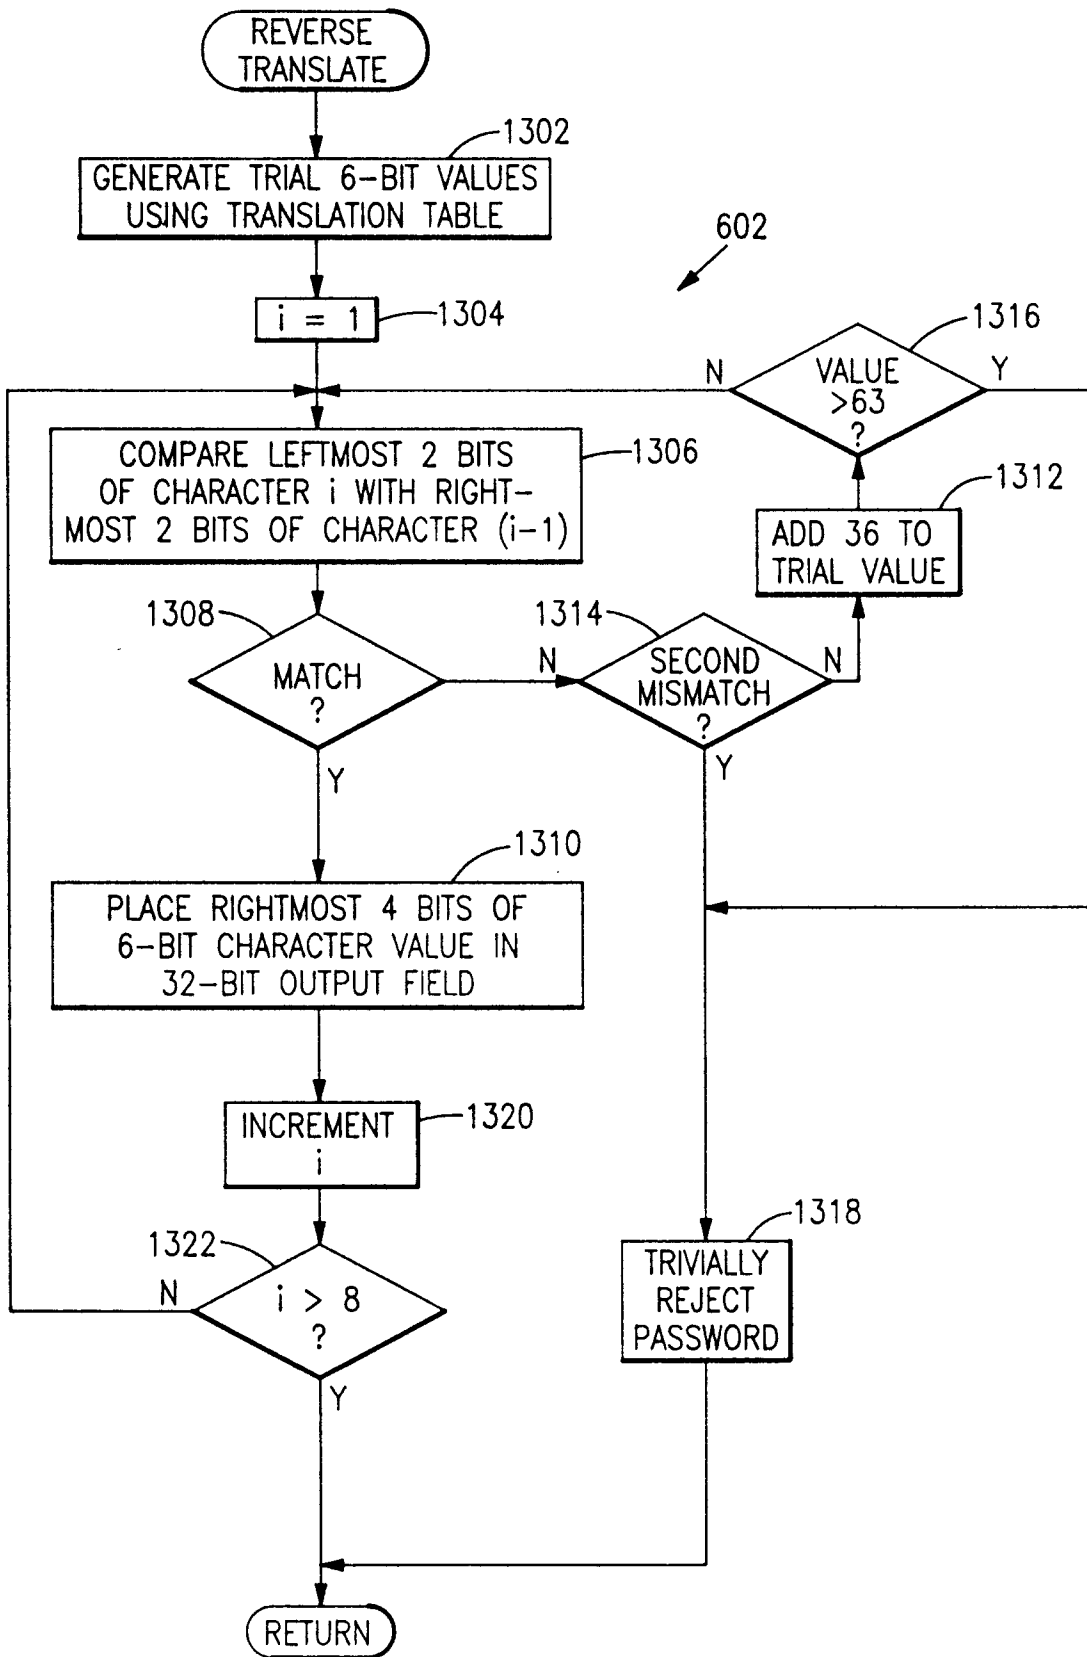 REVERSE
TRANSLATE
1302
GENERATE TRIAL 6-BIT VALUES
USING TRANSLATION TABLE
602
i = 1
1304
1316
N
VALUE
>63
?
Y
COMPARE LEFTMOST 2 BITS
OF CHARACTER i WITH RIGHT-
MOST 2 BITS OF CHARACTER (i-1)
1306
1312
ADD 36 TO
TRIAL VALUE
1308
MATCH
?
N
Y
1314
SECOND
MISMATCH
?
N
Y
1310
PLACE RIGHTMOST 4 BITS OF
6-BIT CHARACTER VALUE IN
32-BIT OUTPUT FIELD
INCREMENT
i
1320
1322
N
i > 8
?
Y
1318
TRIVIALLY
REJECT
PASSWORD
RETURN